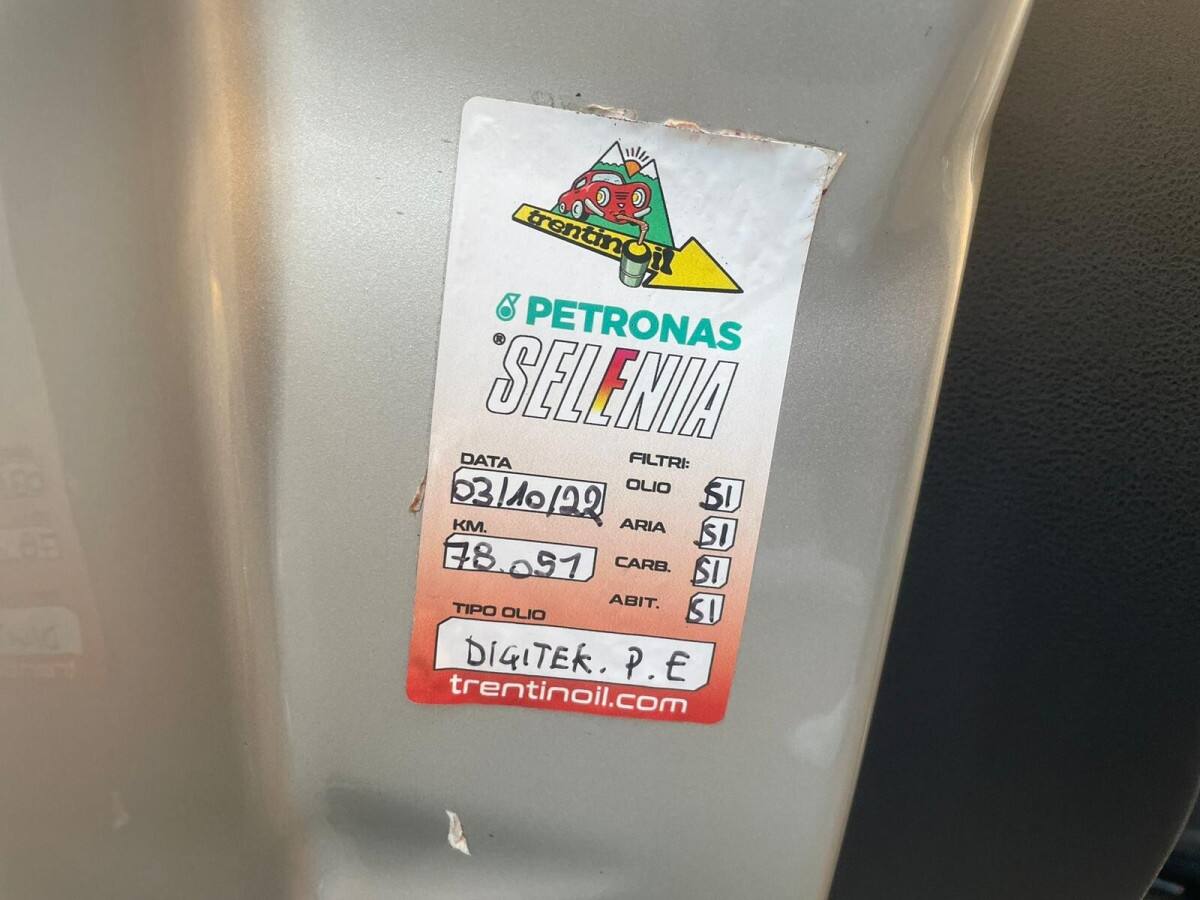 trentinoil
PETRONAS
® SELENIA
DATA
03/10/22
KM.
78.051
TIPO OLIO
DIGITEK. P.E
FILTRI:
OLIO SI
ARIA SI
CARB. SI
ABIT. SI
trentinoil.com